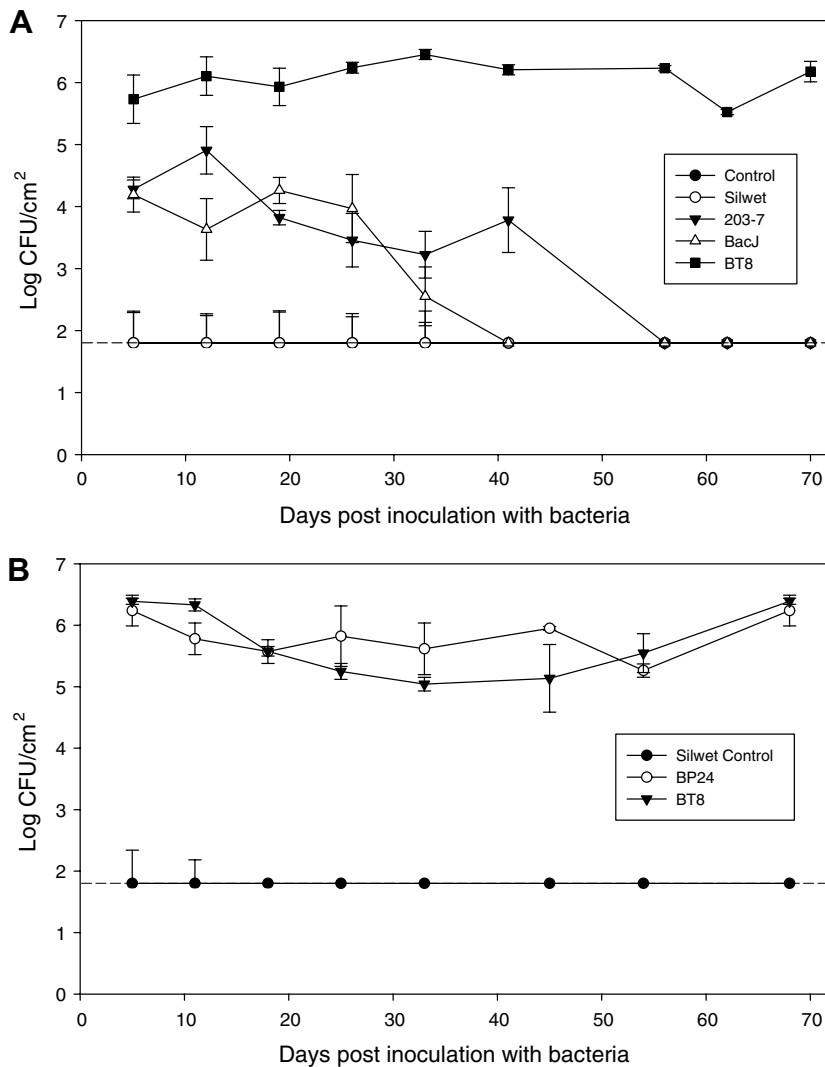 A
7
6
5
4
3
2
1
0
Log CFU/cm2
Control
Silwet
203-7
BacJ
BT8
0 10 20 30 40 50 60 70
Days post inoculation with bacteria
B
7
6
5
4
3
2
1
0
Log CFU/cm2
Silwet Control
BP24
BT8
0 10 20 30 40 50 60 70
Days post inoculation with bacteria